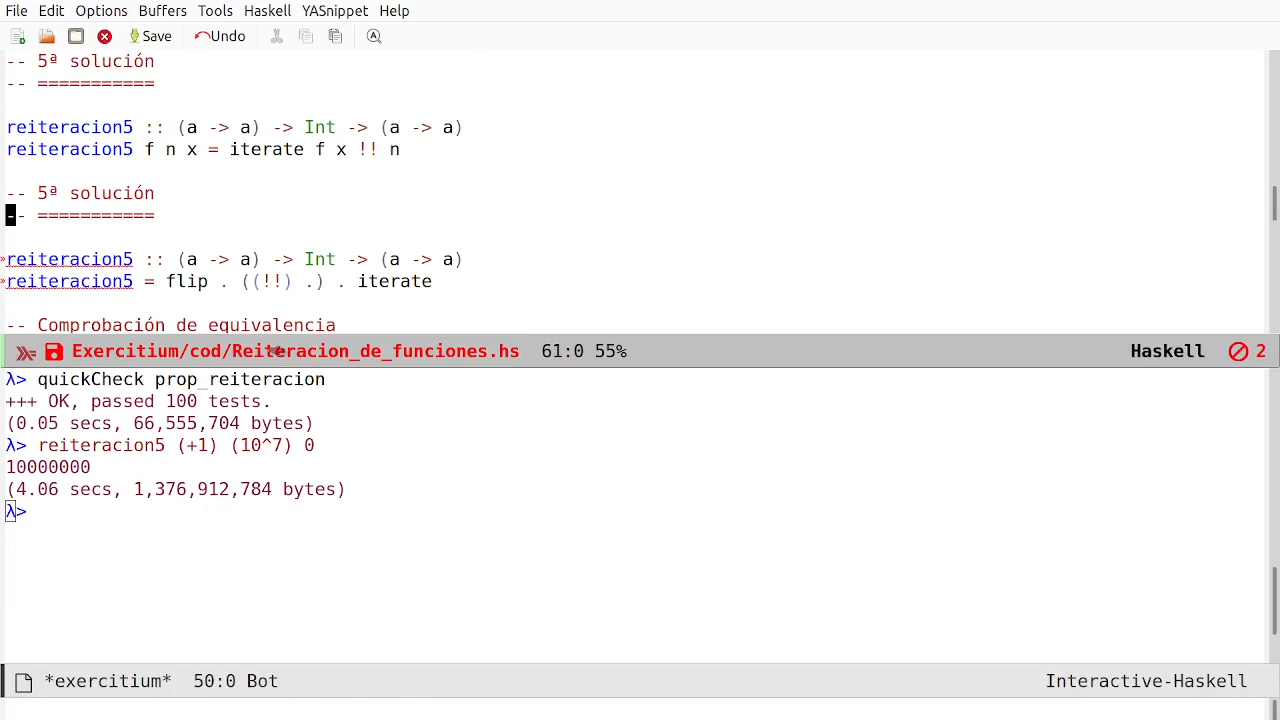 File Edit Options Buffers Tools Haskell YASnippet Help
Save Undo
-- 5ª solución
-- ===========
reiteracion5 :: (a -> a) -> Int -> (a -> a)
reiteracion5 f n x = iterate f x !! n
-- 5ª solución
-- ===========
reiteracion5 :: (a -> a) -> Int -> (a -> a)
reiteracion5 = flip . ((!!) .) . iterate
-- Comprobación de equivalencia
Exercitium/cod/Reiteracion_de_funciones.hs 61:0 55% Haskell 2
λ> quickCheck prop_reiteracion
+++ OK, passed 100 tests.
(0.05 secs, 66,555,704 bytes)
λ> reiteracion5 (+1) (10^7) 0
10000000
(4.06 secs, 1,376,912,784 bytes)
λ>
*exercitium* 50:0 Bot Interactive-Haskell